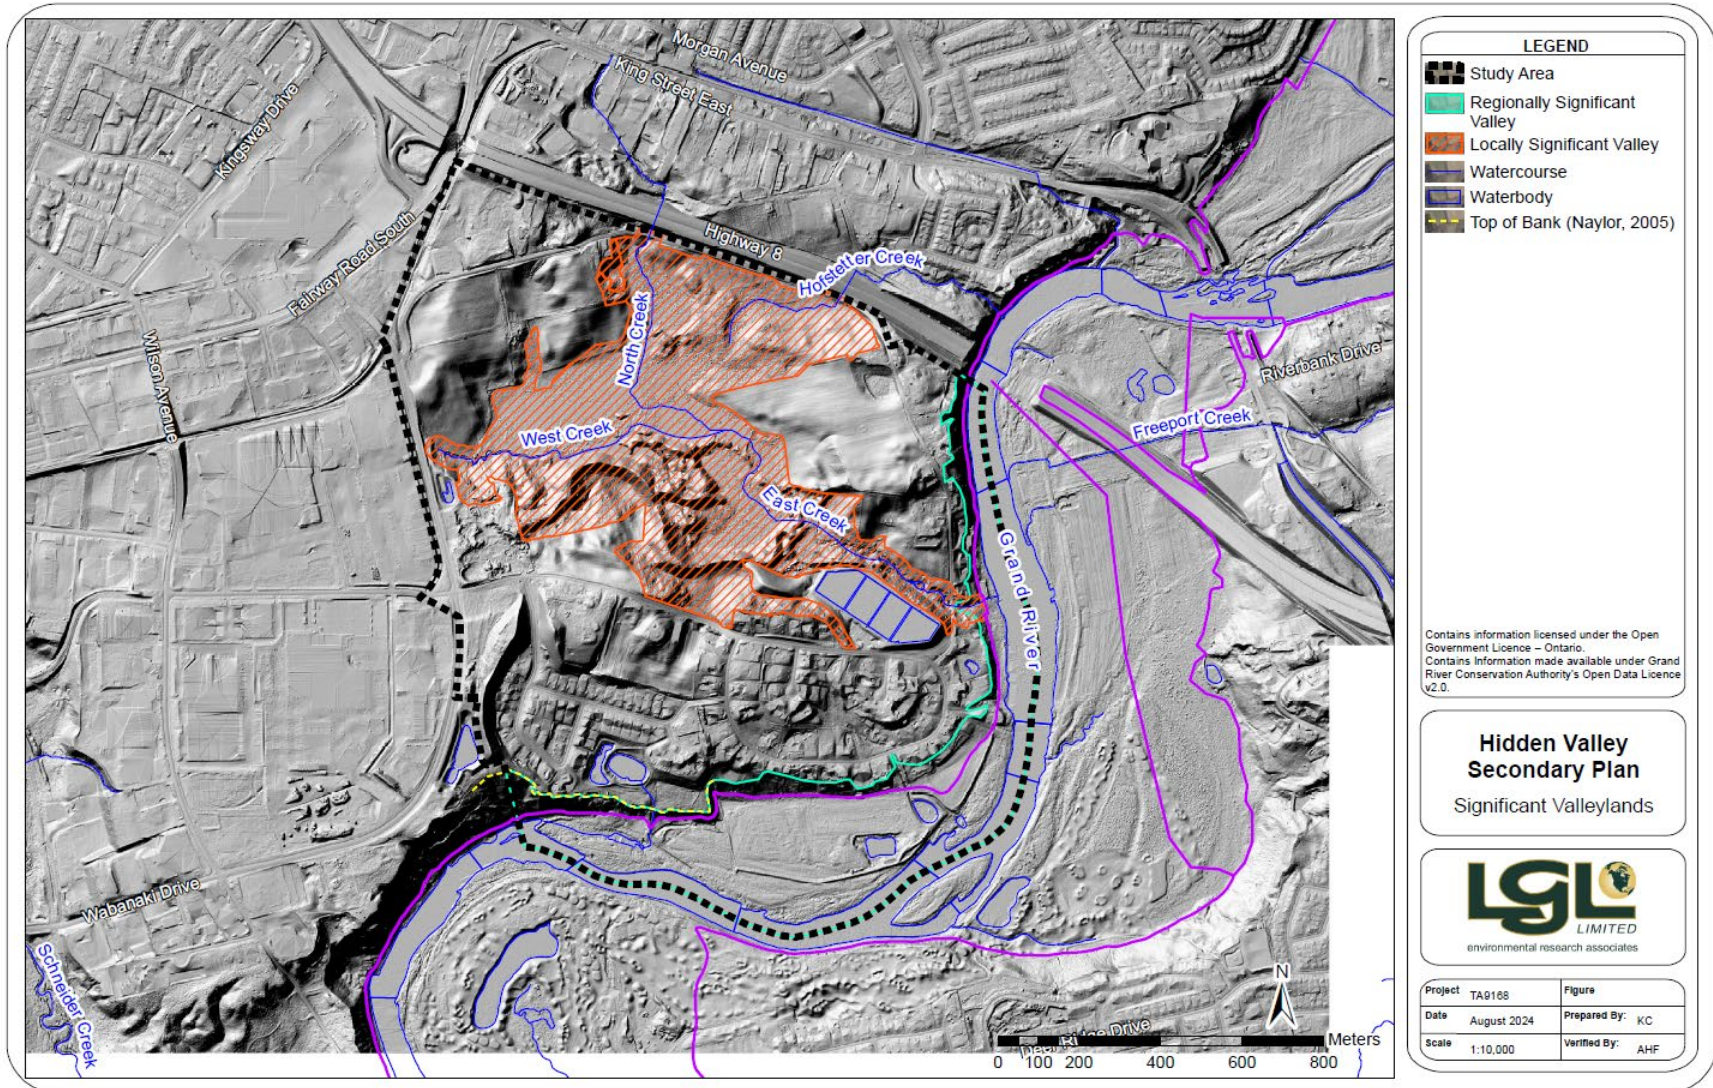 Morgan Avenue
King Street East
Kingsway Drive
Fairway Road South
Highway 8
Hofstetter Creek
North Creek
Wilson Avenue
West Creek
East Creek
Riverbank Drive
Freeport Creek
Grand River
Wabanaki Drive
Schneider Creek
N
Meters
0 100 200 400 600 800
LEGEND
Study Area
Regionally Significant
Valley
Locally Significant Valley
Watercourse
Waterbody
Top of Bank (Naylor, 2005)
Contains information licensed under the Open
Government Licence – Ontario.
Contains Information made available under Grand
River Conservation Authority's Open Data Licence
v2.0.
Hidden Valley
Secondary Plan
Significant Valleylands
LGL
LIMITED
environmental research associates
Project TA9168 Figure
Date August 2024 Prepared By: KC
Scale 1:10,000 Verified By: AHF